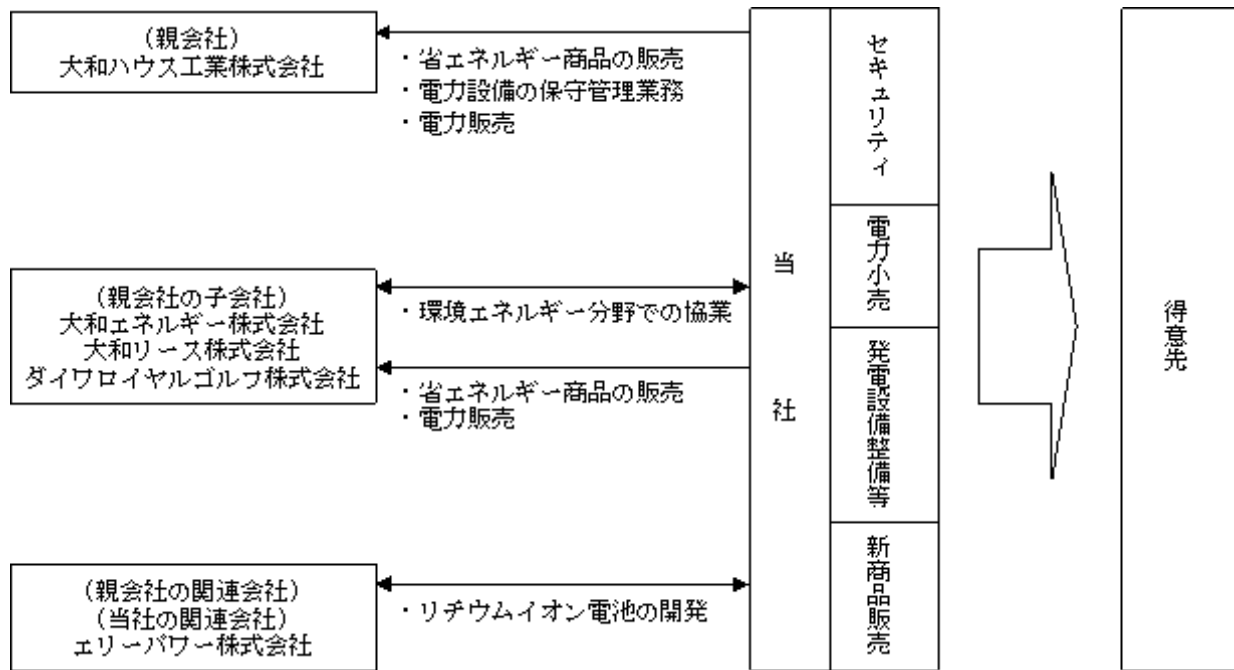 (親会社)
大和ハウス工業株式会社
・省エネルギー商品の販売
・電力設備の保守管理業務
・電力販売
(親会社の子会社)
大和エネルギー株式会社
大和リース株式会社
ダイワロイヤルゴルフ株式会社
・環境エネルギー分野での協業
・省エネルギー商品の販売
・電力販売
(親会社の関連会社)
(当社の関連会社)
エリーパワー株式会社
・リチウムイオン電池の開発
当社
セキュリティ
電力小売
発電設備整備等
新商品販売
得意先